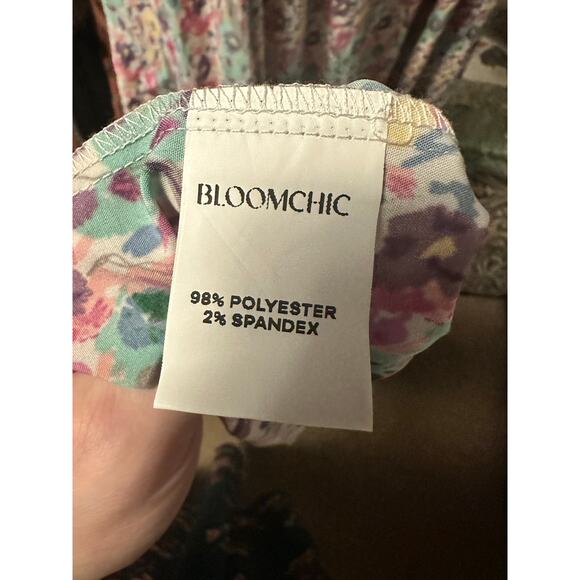 BLOOMCHIC
98% POLYESTER
2% SPANDEX